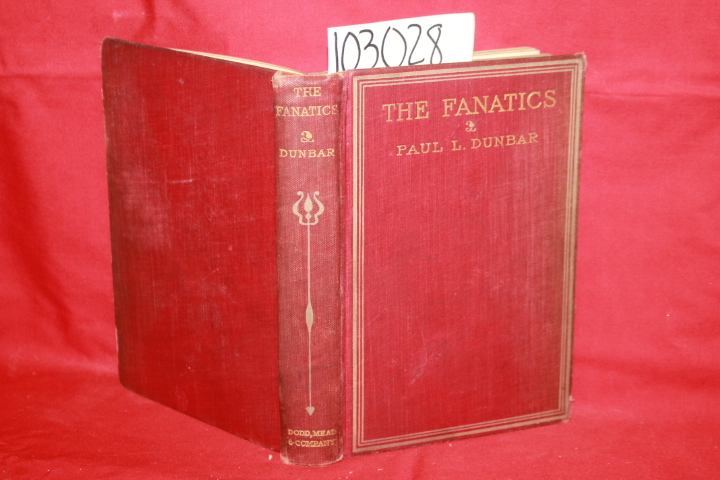 103028
THE
FANATICS
DUNBAR
DODD, MEAD
& COMPANY
THE FANATICS
PAUL L. DUNBAR